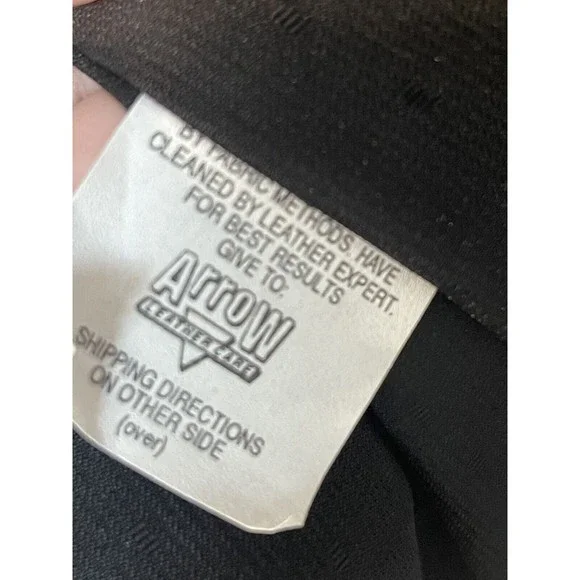 BY FABRIC METHODS. HAVE
CLEANED BY LEATHER EXPERT.
FOR BEST RESULTS
GIVE TO:
Arrow
LEATHER CARE
SHIPPING DIRECTIONS
ON OTHER SIDE
(over)